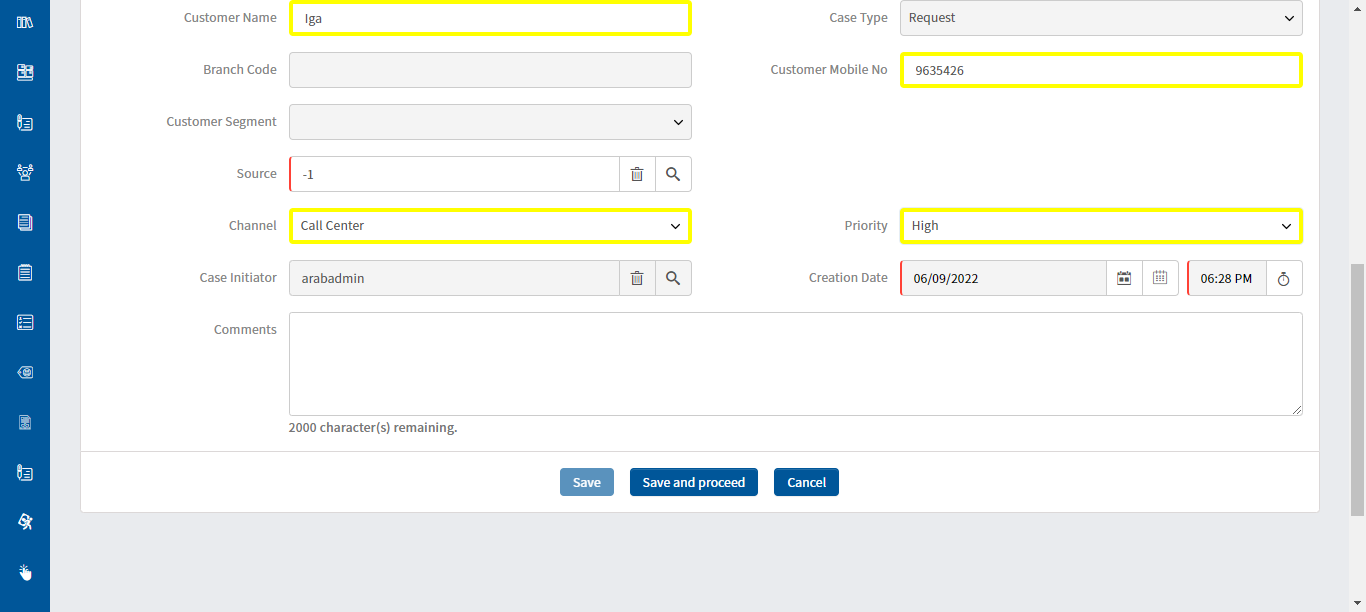 Customer Name Iga Case Type Request
Branch Code Customer Mobile No 9635426
Customer Segment
Source -1
Channel Call Center Priority High
Case Initiator arabadmin Creation Date 06/09/2022 06:28 PM
Comments
2000 character(s) remaining.
Save Save and proceed Cancel